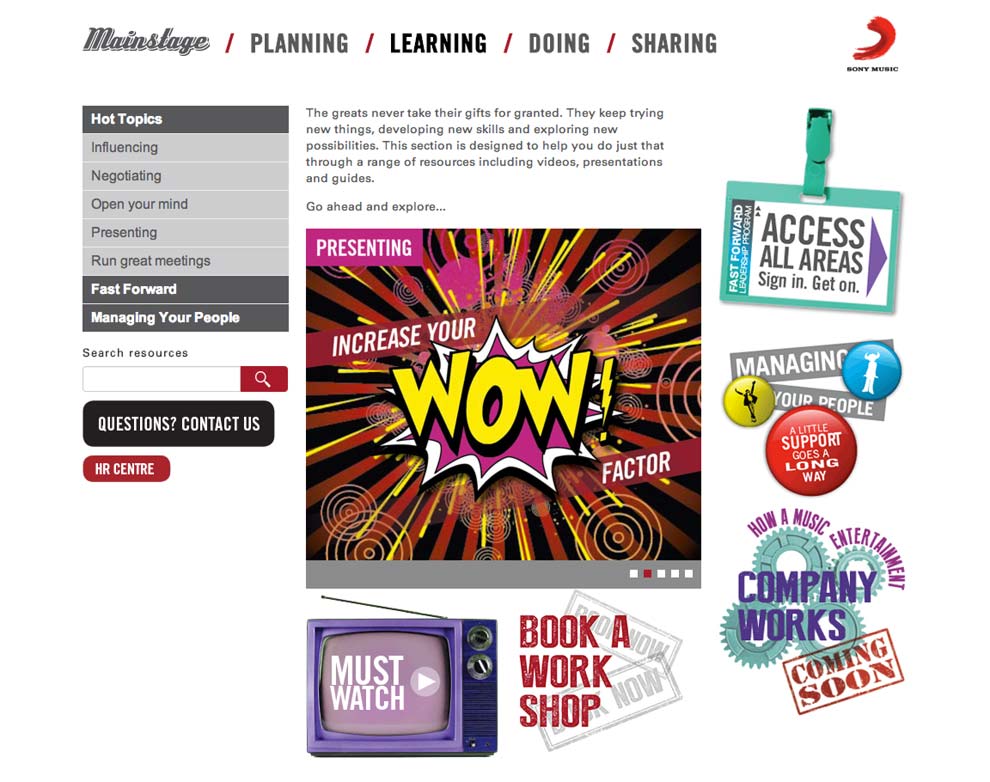 Mainstage / PLANNING / LEARNING / DOING / SHARING
SONY MUSIC
Hot Topics
Influencing
Negotiating
Open your mind
Presenting
Run great meetings
Fast Forward
Managing Your People
Search resources
QUESTIONS? CONTACT US
HR CENTRE
The greats never take their gifts for granted. They keep trying
new things, developing new skills and exploring new
possibilities. This section is designed to help you do just that
through a range of resources including videos, presentations
and guides.
Go ahead and explore...
PRESENTING
INCREASE YOUR
WOW!
FACTOR
MUST
WATCH
BOOK A
WORK
SHOP
BOOK NOW
BOOK NOW
FAST FORWARD
LEADERSHIP PROGRAM
ACCESS
ALL AREAS
Sign in. Get on.
MANAGING
YOUR PEOPLE
A LITTLE
SUPPORT
GOES A
LONG
WAY
HOW A MUSIC ENTERTAINMENT
COMPANY
WORKS
COMING
SOON